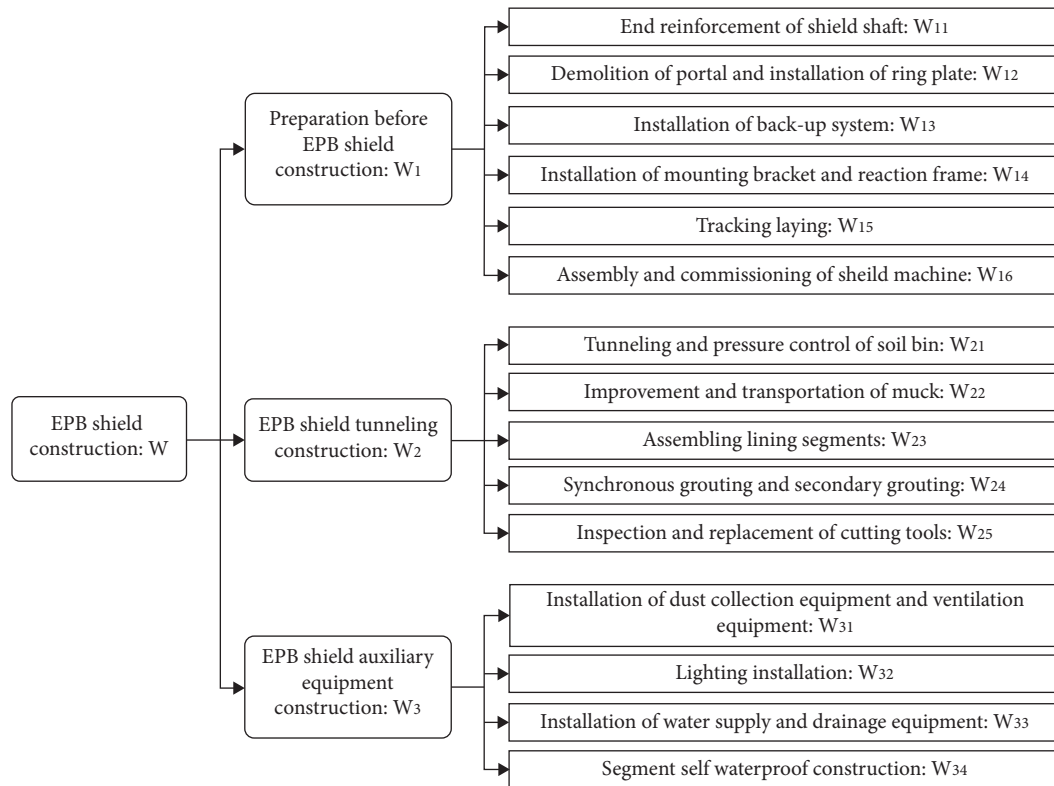 EPB shield
construction: W
Preparation before
EPB shield
construction: W1
End reinforcement of shield shaft: W11
Demolition of portal and installation of ring plate: W12
Installation of back-up system: W13
Installation of mounting bracket and reaction frame: W14
Tracking laying: W15
Assembly and commissioning of sheild machine: W16
EPB shield tunneling
construction: W2
Tunneling and pressure control of soil bin: W21
Improvement and transportation of muck: W22
Assembling lining segments: W23
Synchronous grouting and secondary grouting: W24
Inspection and replacement of cutting tools: W25
EPB shield auxiliary
equipment
construction: W3
Installation of dust collection equipment and ventilation
equipment: W31
Lighting installation: W32
Installation of water supply and drainage equipment: W33
Segment self waterproof construction: W34